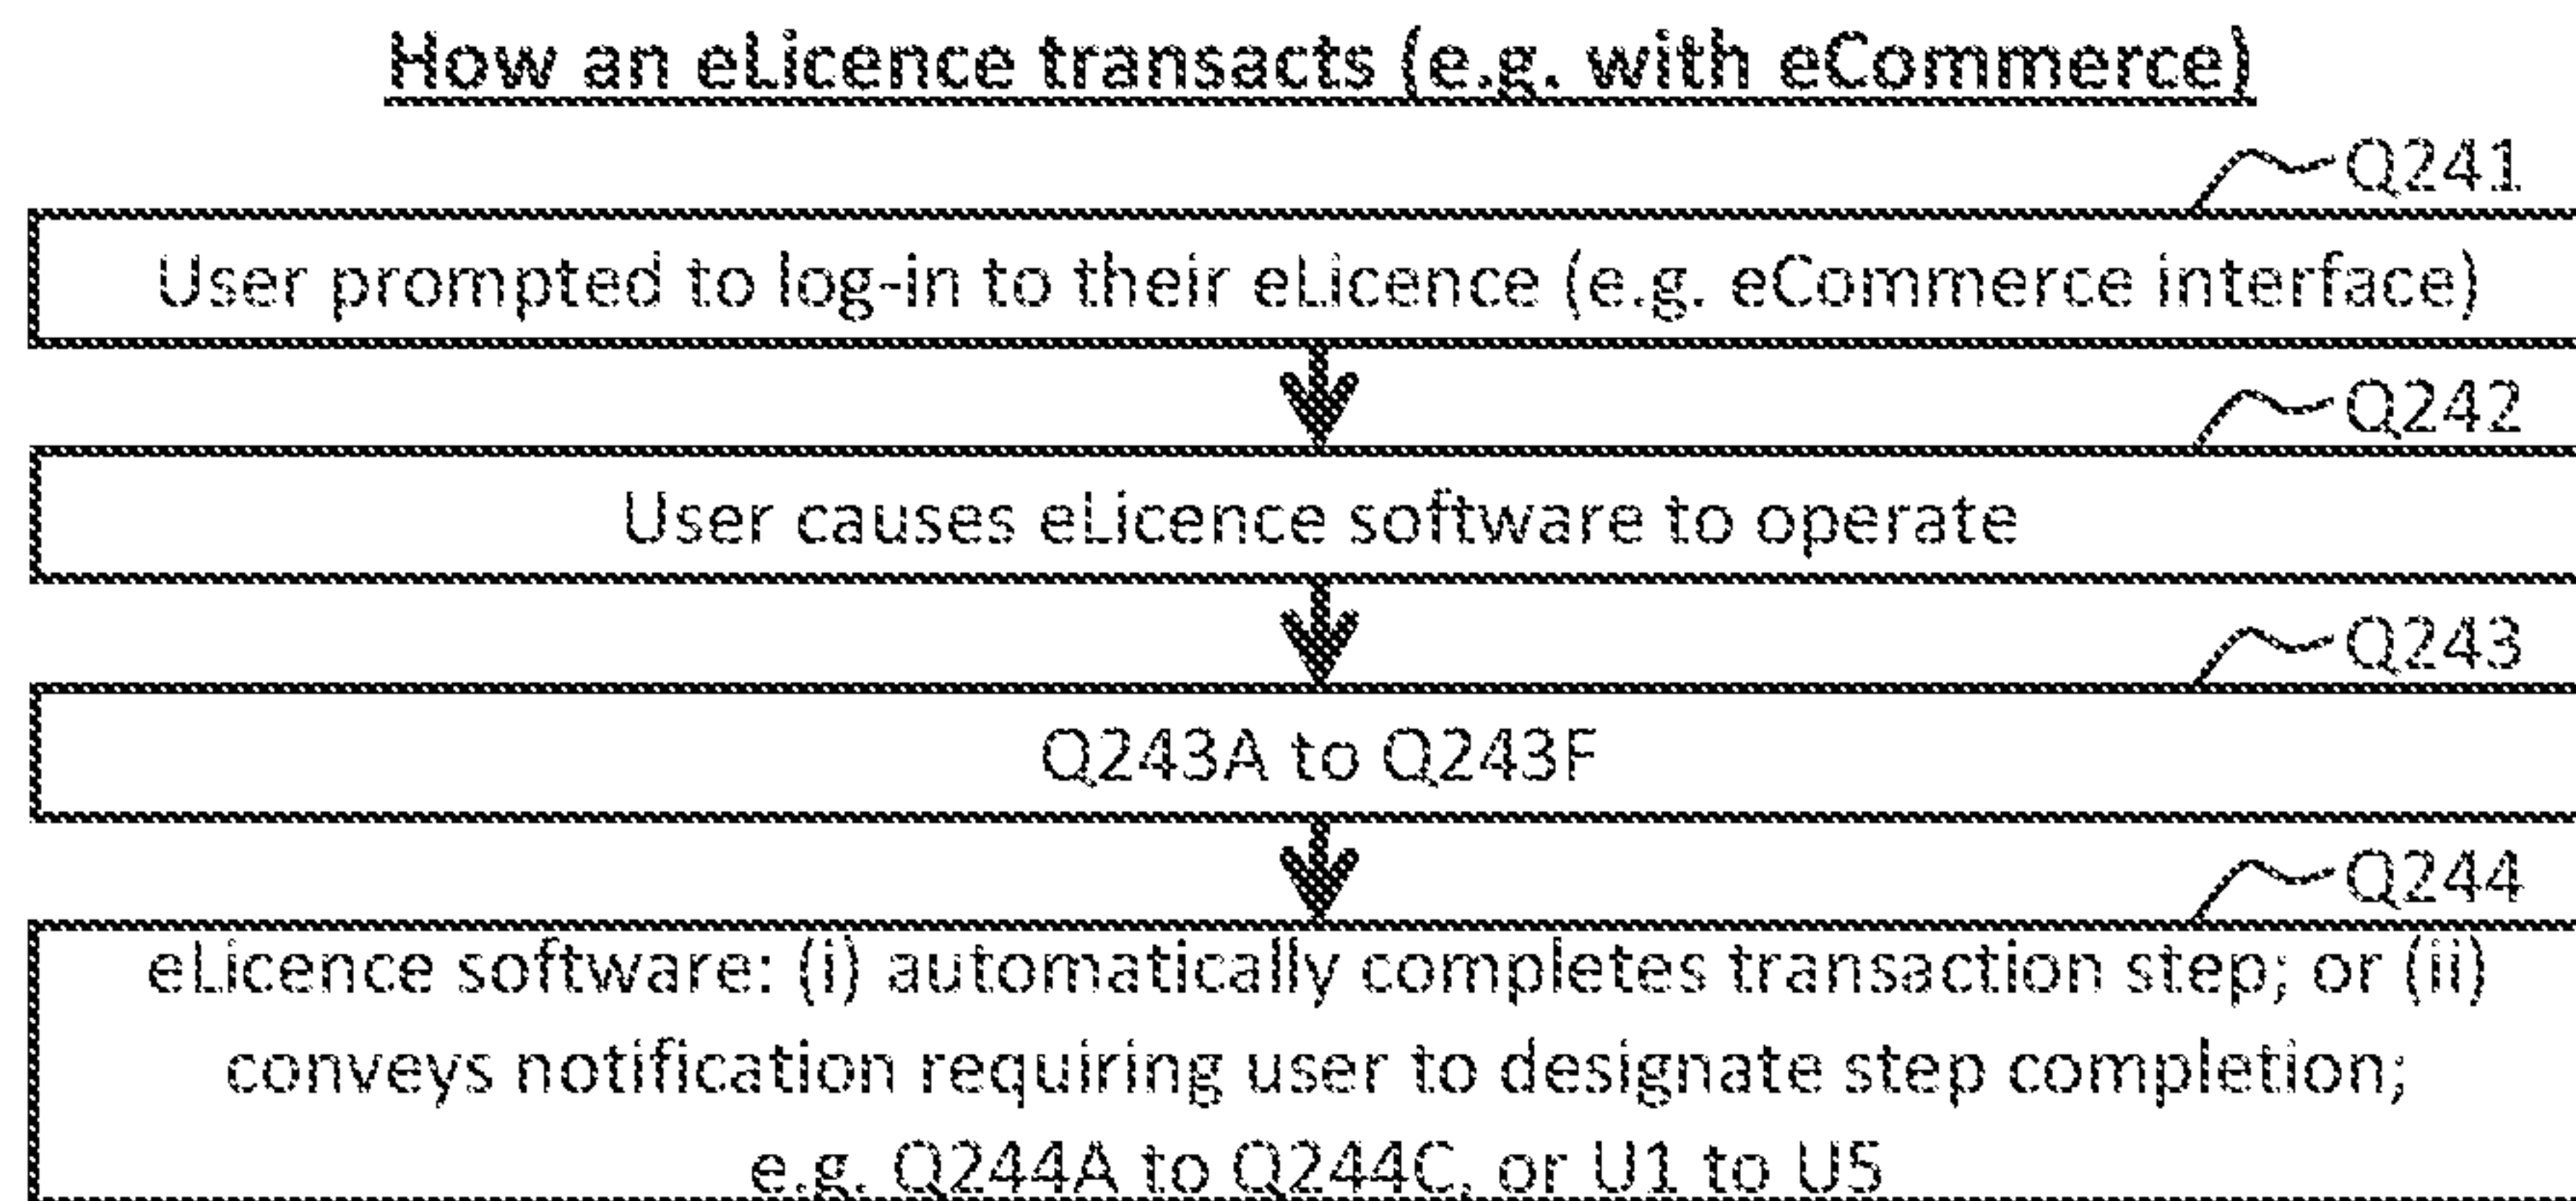 How an eLicence transacts (e.g. with eCommerce)
Q241
User prompted to log-in to their eLicence (e.g. eCommerce interface)
Q242
User causes eLicence software to operate
Q243
Q243A to Q243F
Q244
eLicence software: (i) automatically completes transaction step; or (ii)
conveys notification requiring user to designate step completion;
e.g. Q244A to Q244C, or U1 to U5